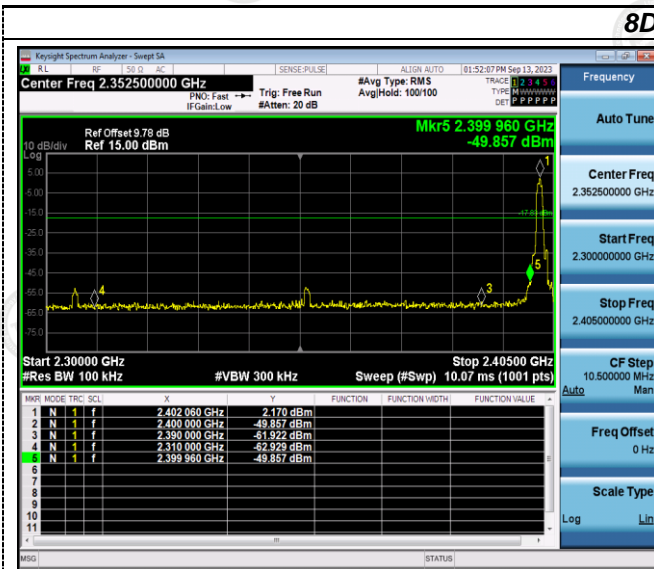 8D
Keysight Spectrum Analyzer - Swept SA
RL RF 50 Ω AC SENSE:PULSE ALIGN AUTO 01:52:07 PM Sep 13, 2023
Center Freq 2.352500000 GHz
PNO: Fast Trig: Free Run
IFGain:Low #Atten: 20 dB
#Avg Type: RMS
Avg|Hold: 100/100
TRACE 1 2 3 4 5 6
TYPE M WWWWW
DET P P P P P P
Ref Offset 9.78 dB
10 dB/div Ref 15.00 dBm
Mkr5 2.399 960 GHz
-49.857 dBm
Log
5.00
-5.00
-15.0
-25.0
-35.0
-45.0
-55.0
-65.0
-75.0
1
5
3
4
Start 2.30000 GHz Stop 2.40500 GHz
#Res BW 100 kHz #VBW 300 kHz Sweep (#Swp) 10.07 ms (1001 pts)
MKR MODE TRC SCL X Y FUNCTION FUNCTION WIDTH FUNCTION VALUE
1 N 1 f 2.402 060 GHz 2.170 dBm
2 N 1 f 2.400 000 GHz -49.857 dBm
3 N 1 f 2.390 000 GHz -61.922 dBm
4 N 1 f 2.310 000 GHz -62.929 dBm
5 N 1 f 2.399 960 GHz -49.857 dBm
6
7
8
9
10
11
MSG STATUS
Frequency
Auto Tune
Center Freq
2.352500000 GHz
Start Freq
2.300000000 GHz
Stop Freq
2.405000000 GHz
CF Step
10.500000 MHz
Auto Man
Freq Offset
0 Hz
Scale Type
Log Lin